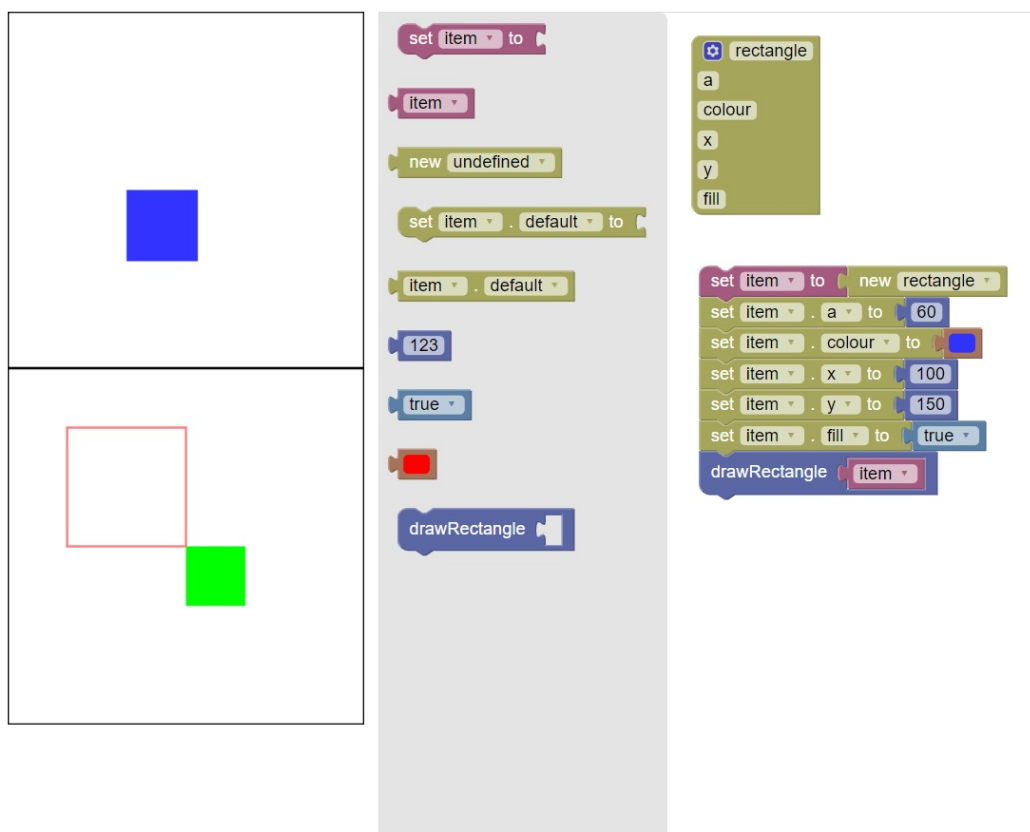 set item to
item
new undefined
set item . default to
item . default
123
true
drawRectangle
rectangle
a
colour
x
y
fill
set item to new rectangle
set item . a to 60
set item . colour to
set item . x to 100
set item . y to 150
set item . fill to true
drawRectangle item